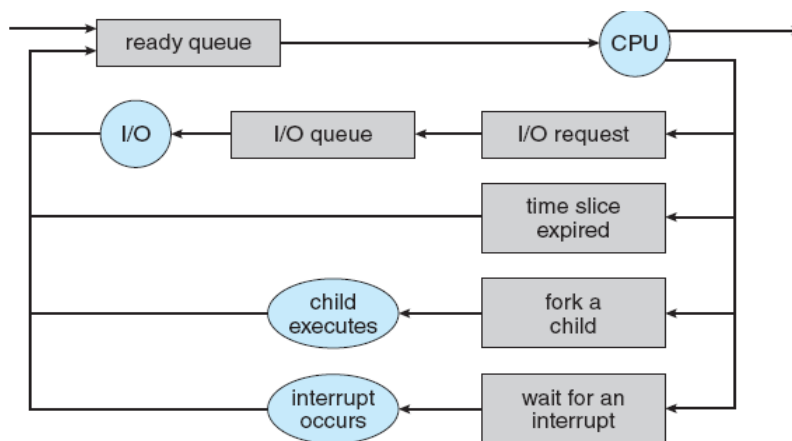 ready queue
CPU
I/O
I/O queue
I/O request
time slice
expired
child
executes
fork a
child
interrupt
occurs
wait for an
interrupt